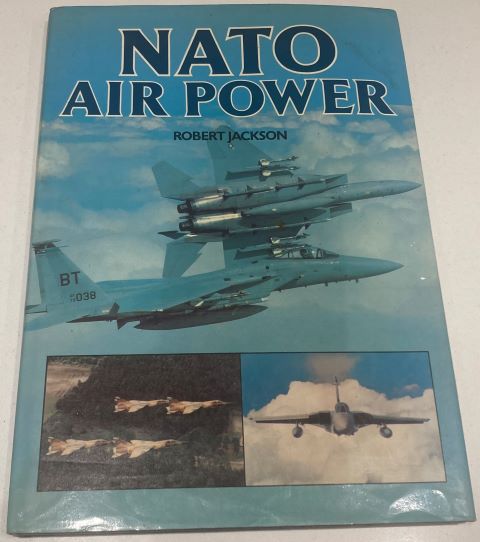 NATO
AIR POWER
ROBERT JACKSON
BT
038